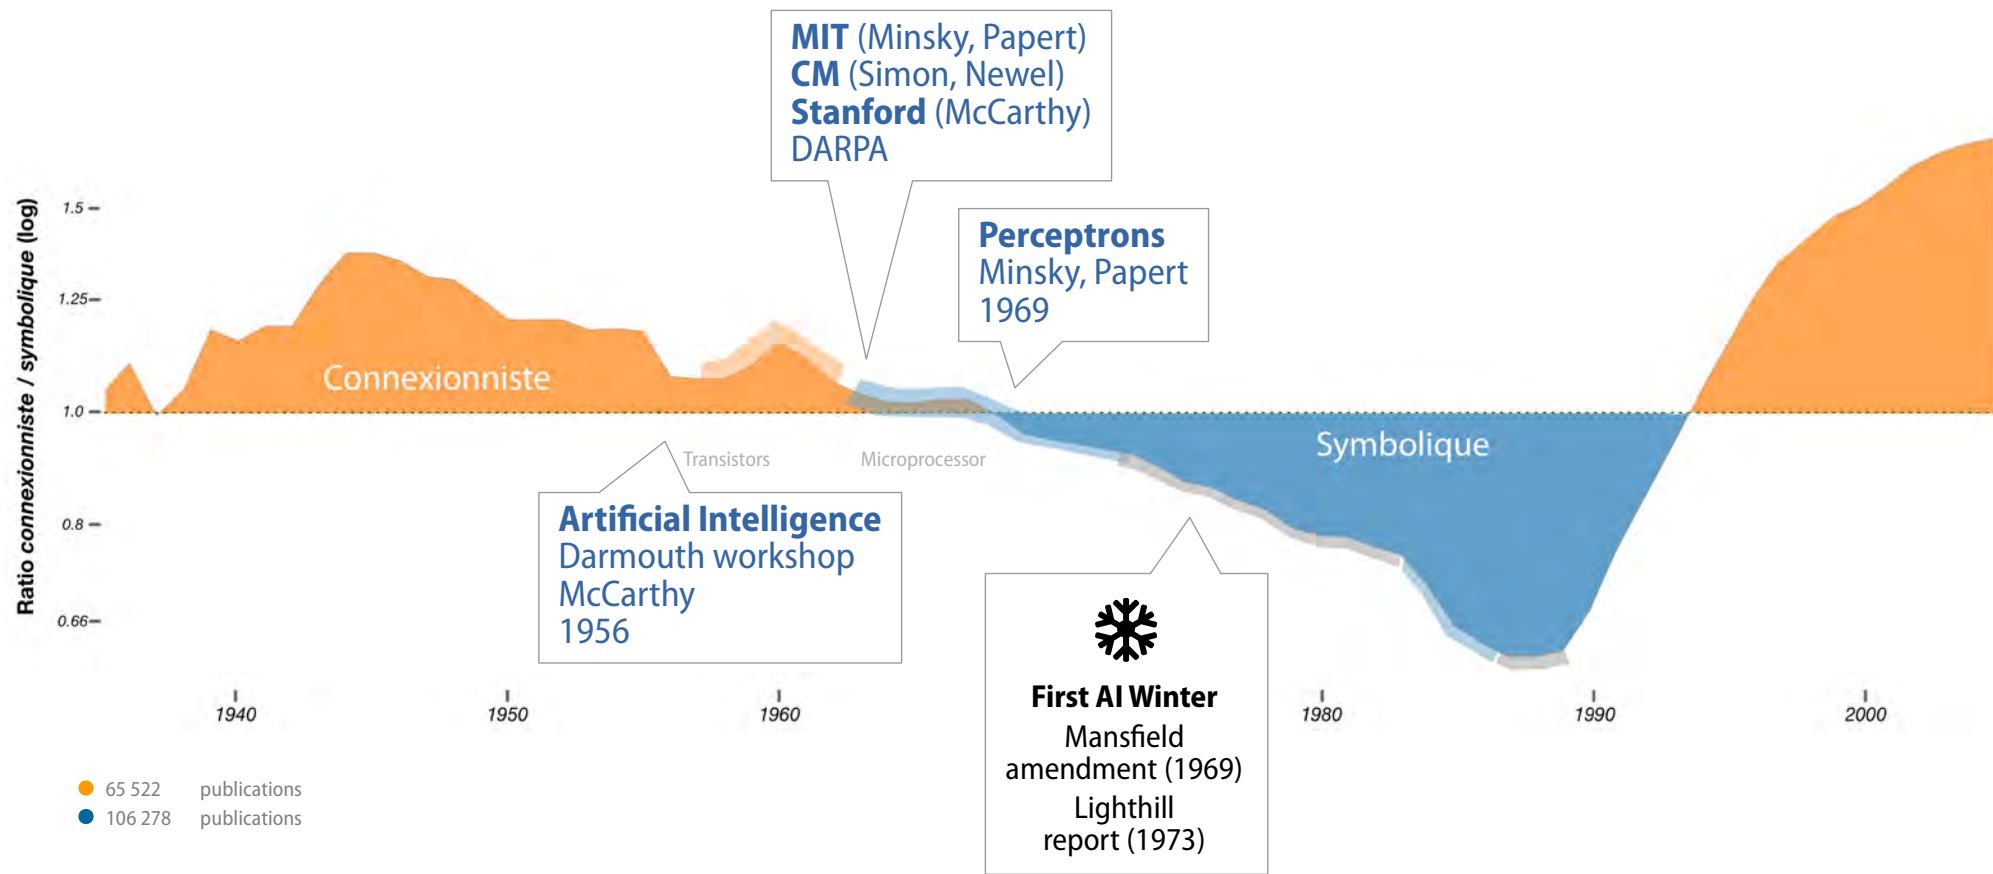 MIT (Minsky, Papert)
CM (Simon, Newel)
Stanford (McCarthy)
DARPA
Perceptrons
Minsky, Papert
1969
Ratio connexionniste / symbolique (log)
1.5
1.25
1.0
0.8
0.66
Connexionniste
Symbolique
Transistors
Microprocessor
Artificial Intelligence
Darmouth workshop
McCarthy
1956
First AI Winter
Mansfield
amendment (1969)
Lighthill
report (1973)
1940
1950
1960
1980
1990
2000
65 522 publications
106 278 publications